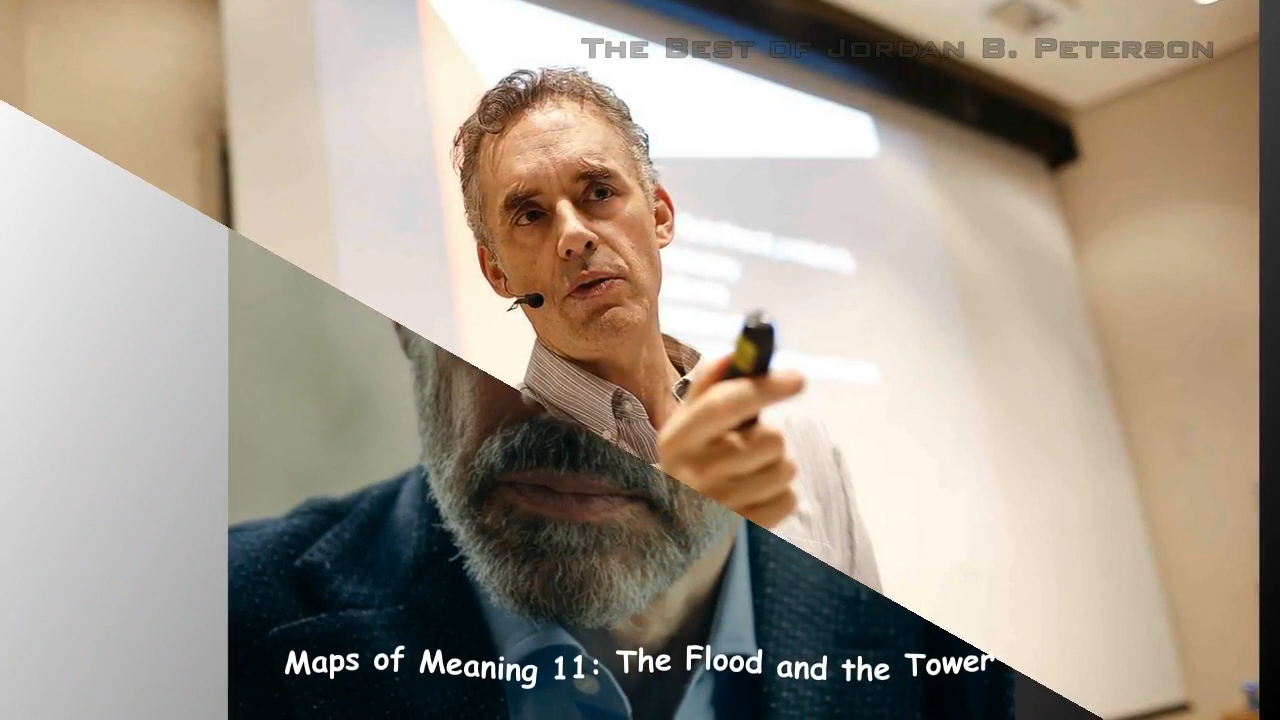 The Best of Jordan B. Peterson
Maps of Meaning 11: The Flood and the Tower